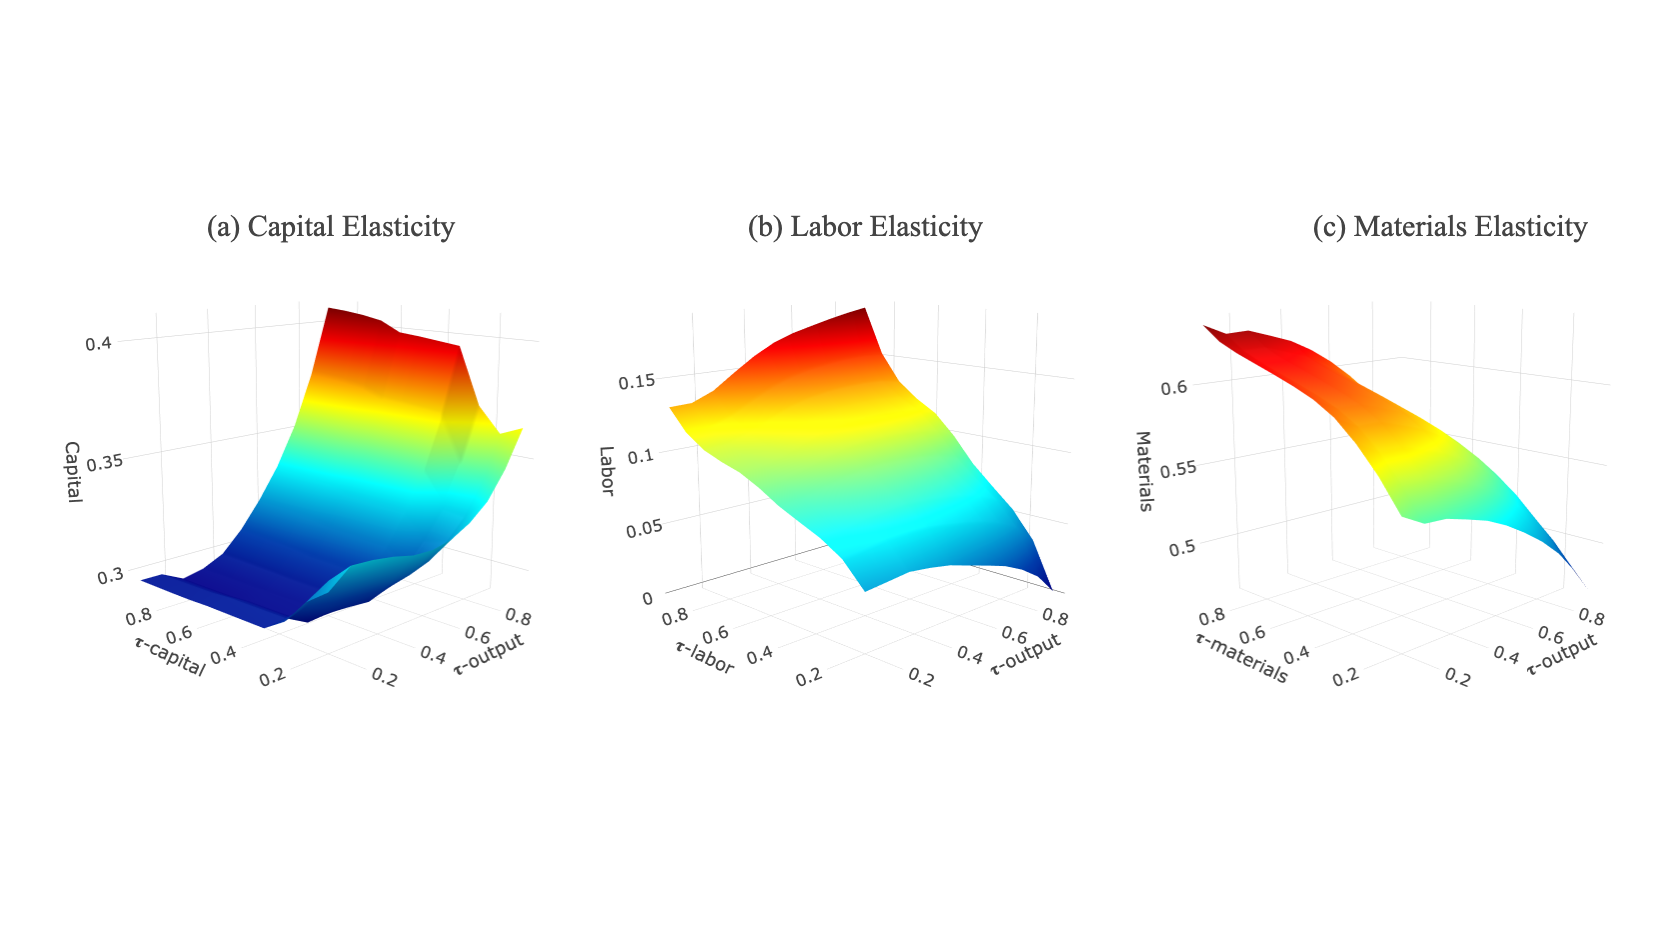 (a) Capital Elasticity
(b) Labor Elasticity
(c) Materials Elasticity
0.4
0.35
0.3
Capital
0.8
0.6
0.4
0.2
τ-capital
0.2
0.4
0.6
0.8
τ-output
0.15
0.1
0.05
0
Labor
0.8
0.6
0.4
0.2
τ-labor
0.2
0.4
0.6
0.8
τ-output
0.6
0.55
0.5
Materials
0.8
0.6
0.4
0.2
τ-materials
0.2
0.4
0.6
0.8
τ-output